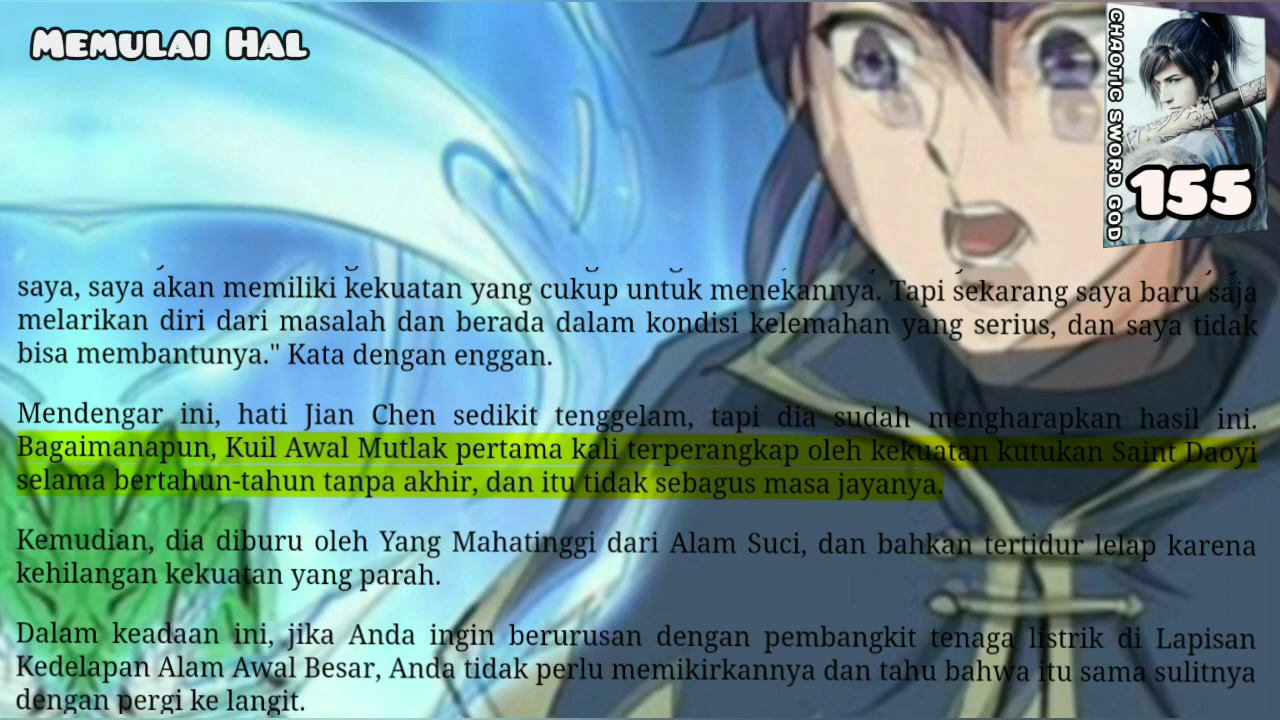 Memulai Hal
CHAOTIC SWORD GOD
155
saya, saya akan memiliki kekuatan yang cukup untuk menekannya. Tapi sekarang saya baru saja
melarikan diri dari masalah dan berada dalam kondisi kelemahan yang serius, dan saya tidak
bisa membantunya." Kata dengan enggan.
Mendengar ini, hati Jian Chen sedikit tenggelam, tapi dia sudah mengharapkan hasil ini.
Bagaimanapun, Kuil Awal Mutlak pertama kali terperangkap oleh kekuatan kutukan Saint Daoyi
selama bertahun-tahun tanpa akhir, dan itu tidak sebagus masa jayanya.
Kemudian, dia diburu oleh Yang Mahatinggi dari Alam Suci, dan bahkan tertidur lelap karena
kehilangan kekuatan yang parah.
Dalam keadaan ini, jika Anda ingin berurusan dengan pembangkit tenaga listrik di Lapisan
Kedelapan Alam Awal Besar, Anda tidak perlu memikirkannya dan tahu bahwa itu sama sulitnya
dengan pergi ke langit.